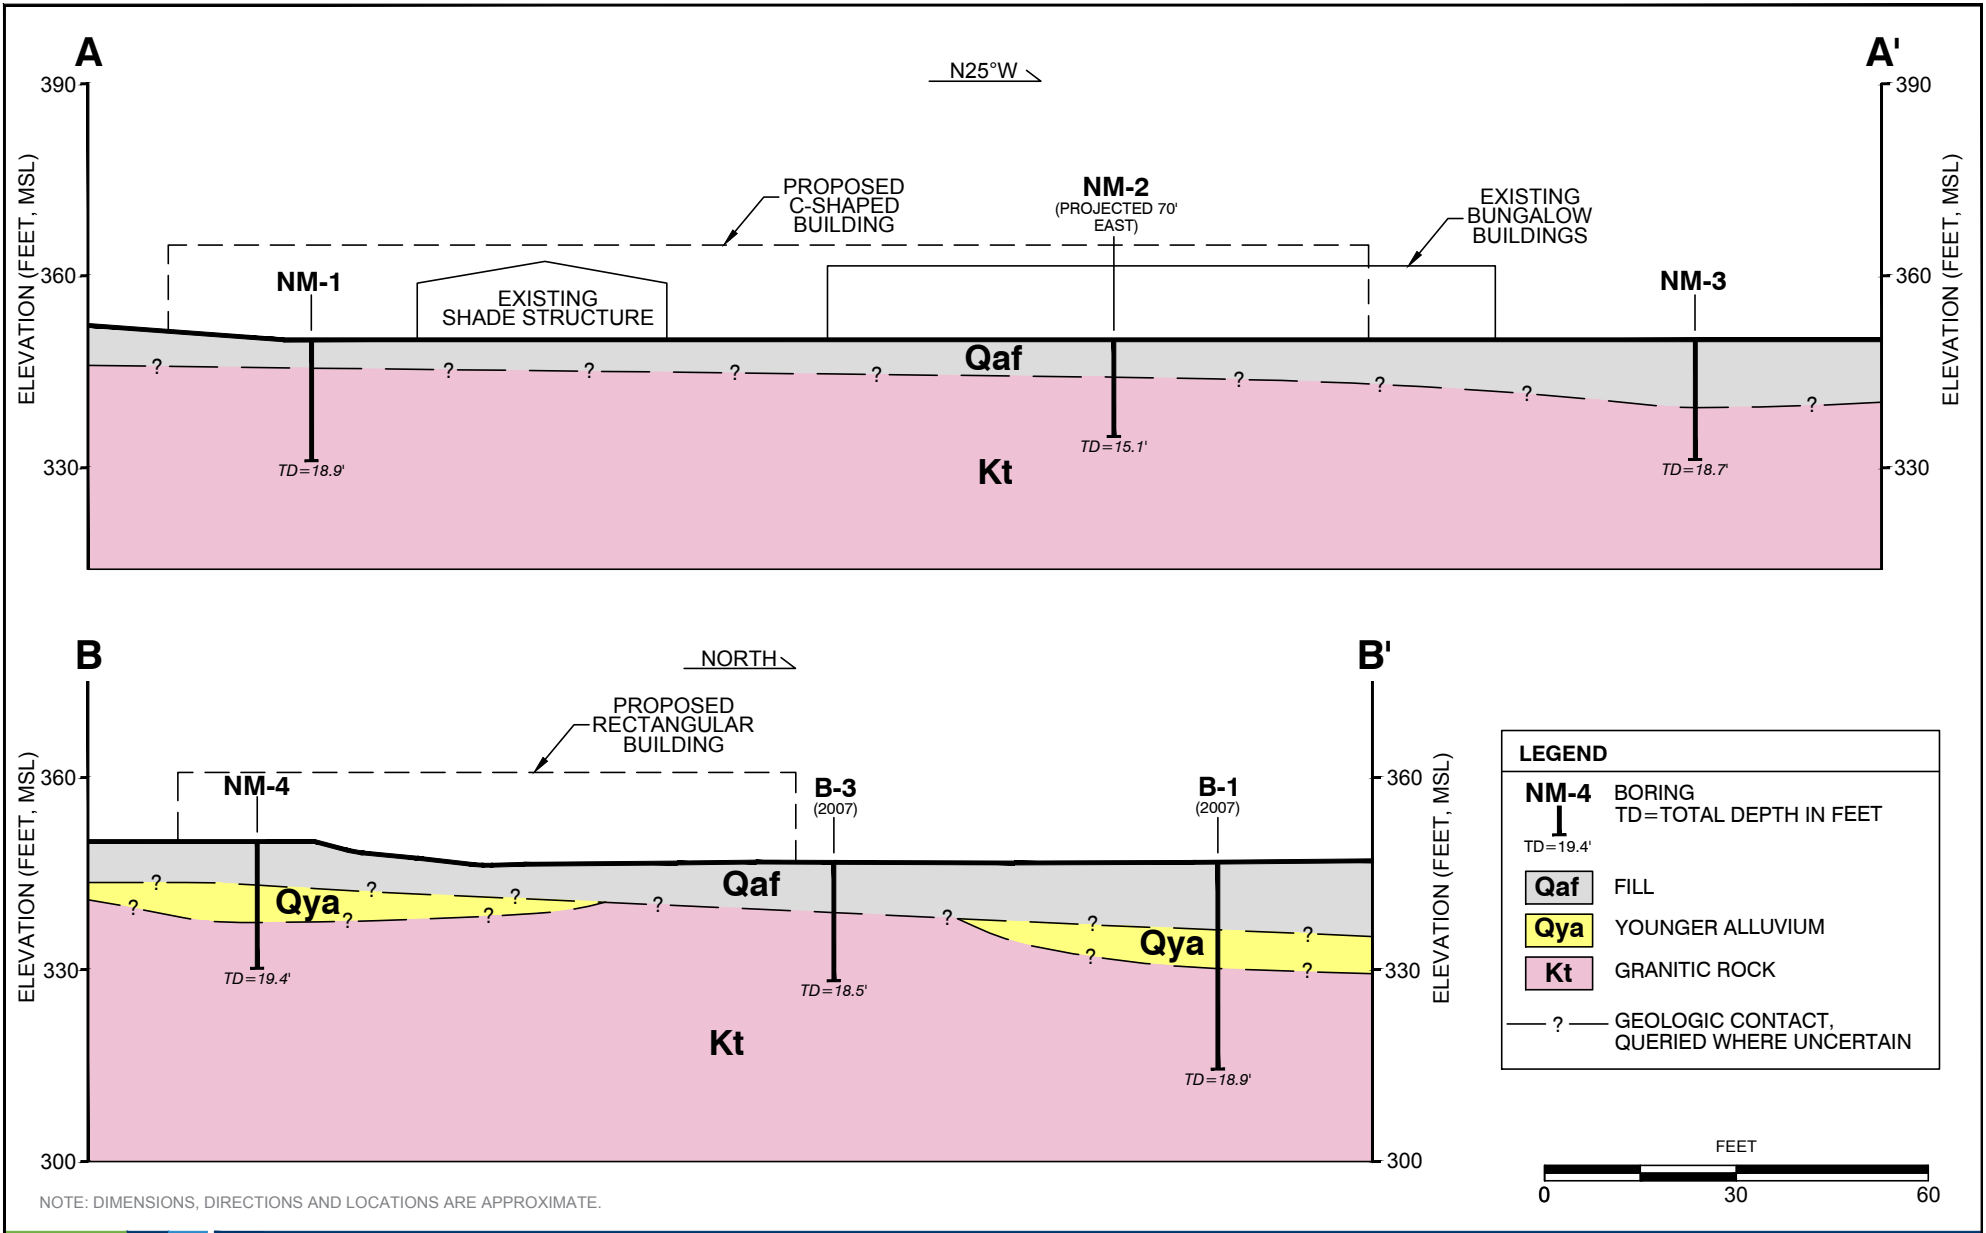 A
A'
N25°W
390
390
ELEVATION (FEET, MSL)
PROPOSED
C-SHAPED
BUILDING
NM-2
(PROJECTED 70'
EAST)
EXISTING
BUNGALOW
BUILDINGS
ELEVATION (FEET, MSL)
360
NM-1
EXISTING
SHADE STRUCTURE
NM-3
360
Qaf
? ? ? ? ? ? ? ? ?
TD=15.1'
330
TD=18.9'
Kt
TD=18.7'
330
B
B'
NORTH
PROPOSED
RECTANGULAR
BUILDING
ELEVATION (FEET, MSL)
360
NM-4
B-3
(2007)
B-1
(2007)
360
ELEVATION (FEET, MSL)
Qaf
? ? ? ? ? ? ?
Qya
? ? ?
Qya
? ?
330
TD=19.4'
TD=18.5'
330
Kt
TD=18.9'
300
300
LEGEND
NM-4
BORING
TD=TOTAL DEPTH IN FEET
TD=19.4'
Qaf FILL
Qya YOUNGER ALLUVIUM
Kt GRANITIC ROCK
? GEOLOGIC CONTACT,
QUERIED WHERE UNCERTAIN
FEET
0 30 60
NOTE: DIMENSIONS, DIRECTIONS AND LOCATIONS ARE APPROXIMATE.